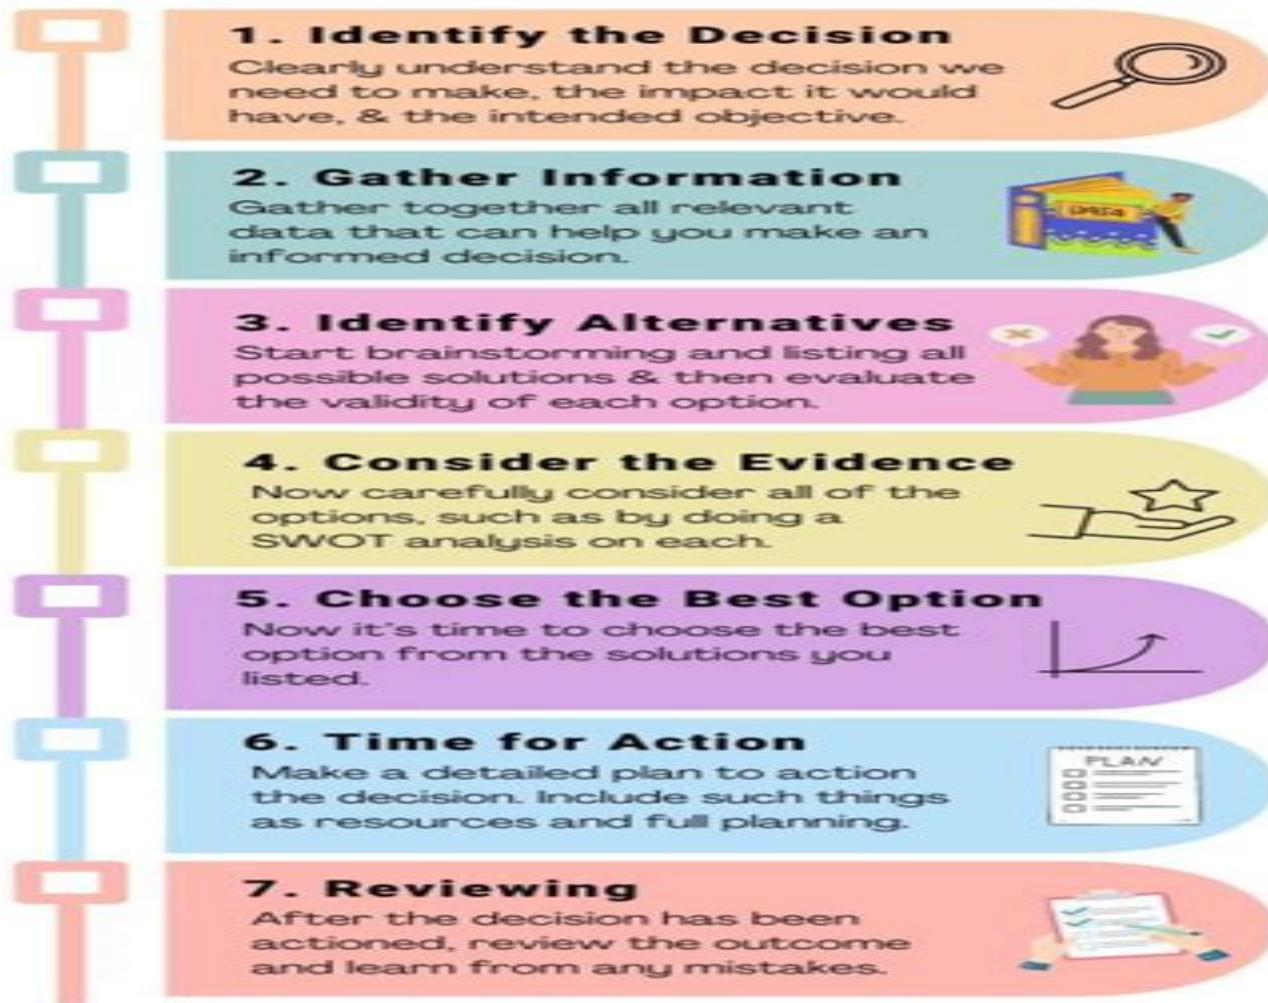 1. Identify the Decision
Clearly understand the decision we
need to make, the impact it would
have, & the intended objective.
2. Gather Information
Gather together all relevant
data that can help you make an
informed decision.
DATA
3. Identify Alternatives
Start brainstorming and listing all
possible solutions & then evaluate
the validity of each option.
4. Consider the Evidence
Now carefully consider all of the
options, such as by doing a
SWOT analysis on each.
5. Choose the Best Option
Now it's time to choose the best
option from the solutions you
listed.
6. Time for Action
Make a detailed plan to action
the decision. Include such things
as resources and full planning.
PLAN
7. Reviewing
After the decision has been
actioned, review the outcome
and learn from any mistakes.